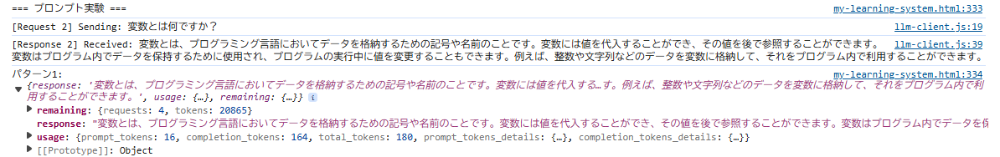 === プロンプト実験 === my-learning-system.html:333
[Request 2] Sending: 変数とは何ですか？ llm-client.js:19
[Response 2] Received: 変数とは、プログラミング言語においてデータを格納するための記号や名前のことです。変数には値を代入することができ、その値を後で参照することができます。 llm-client.js:39
変数はプログラム内でデータを保持するために使用され、プログラムの実行中に値を変更することもできます。例えば、整数や文字列などのデータを変数に格納して、それをプログラム内で利用することができます。
パターン1: my-learning-system.html:334
{response: '変数とは、プログラミング言語においてデータを格納するための記号や名前のことです。変数には値を代入する…す。例えば、整数や文字列などのデータを変数に格納して、それをプログラム内で利
用することができます。', usage: {…}, remaining: {…}} i
remaining: {requests: 4, tokens: 20865}
response: "変数とは、プログラミング言語においてデータを格納するための記号や名前のことです。変数には値を代入することができ、その値を後で参照することができます。変数はプログラム内でデータを保
usage: {prompt_tokens: 16, completion_tokens: 164, total_tokens: 180, prompt_tokens_details: {…}, completion_tokens_details: {…}}
[[Prototype]]: Object